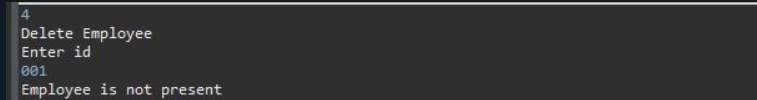 4
Delete Employee
Enter id
001
Employee is not present